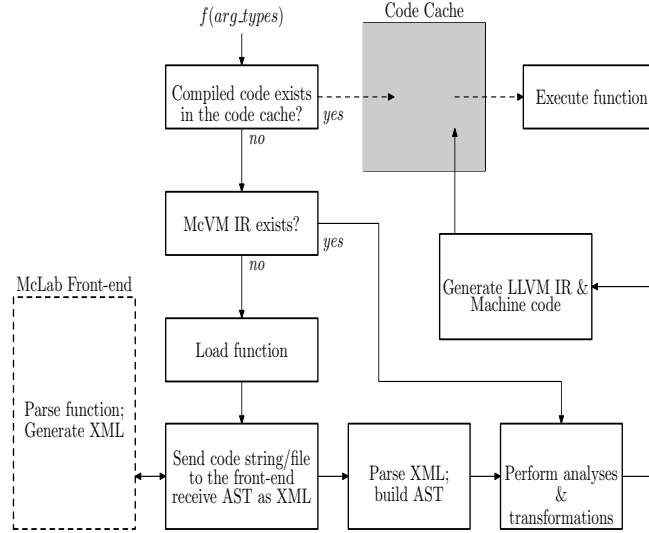 f(arg_types)
Code Cache
Compiled code exists
in the code cache?
yes
Execute function
no
McVM IR exists?
yes
no
Generate LLVM IR &
Machine code
McLab Front-end
Load function
Parse function;
Generate XML
Send code string/file
to the front-end
receive AST as XML
Parse XML;
build AST
Perform analyses
&
transformations